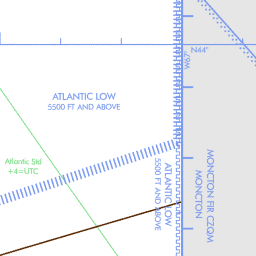 N44°
W67°
ATLANTIC LOW
5500 FT AND ABOVE
Atlantic Std
+4=UTC
ATLANTIC LOW
5500 FT AND ABOVE
MONCTON FIR CZQM
MONCTON